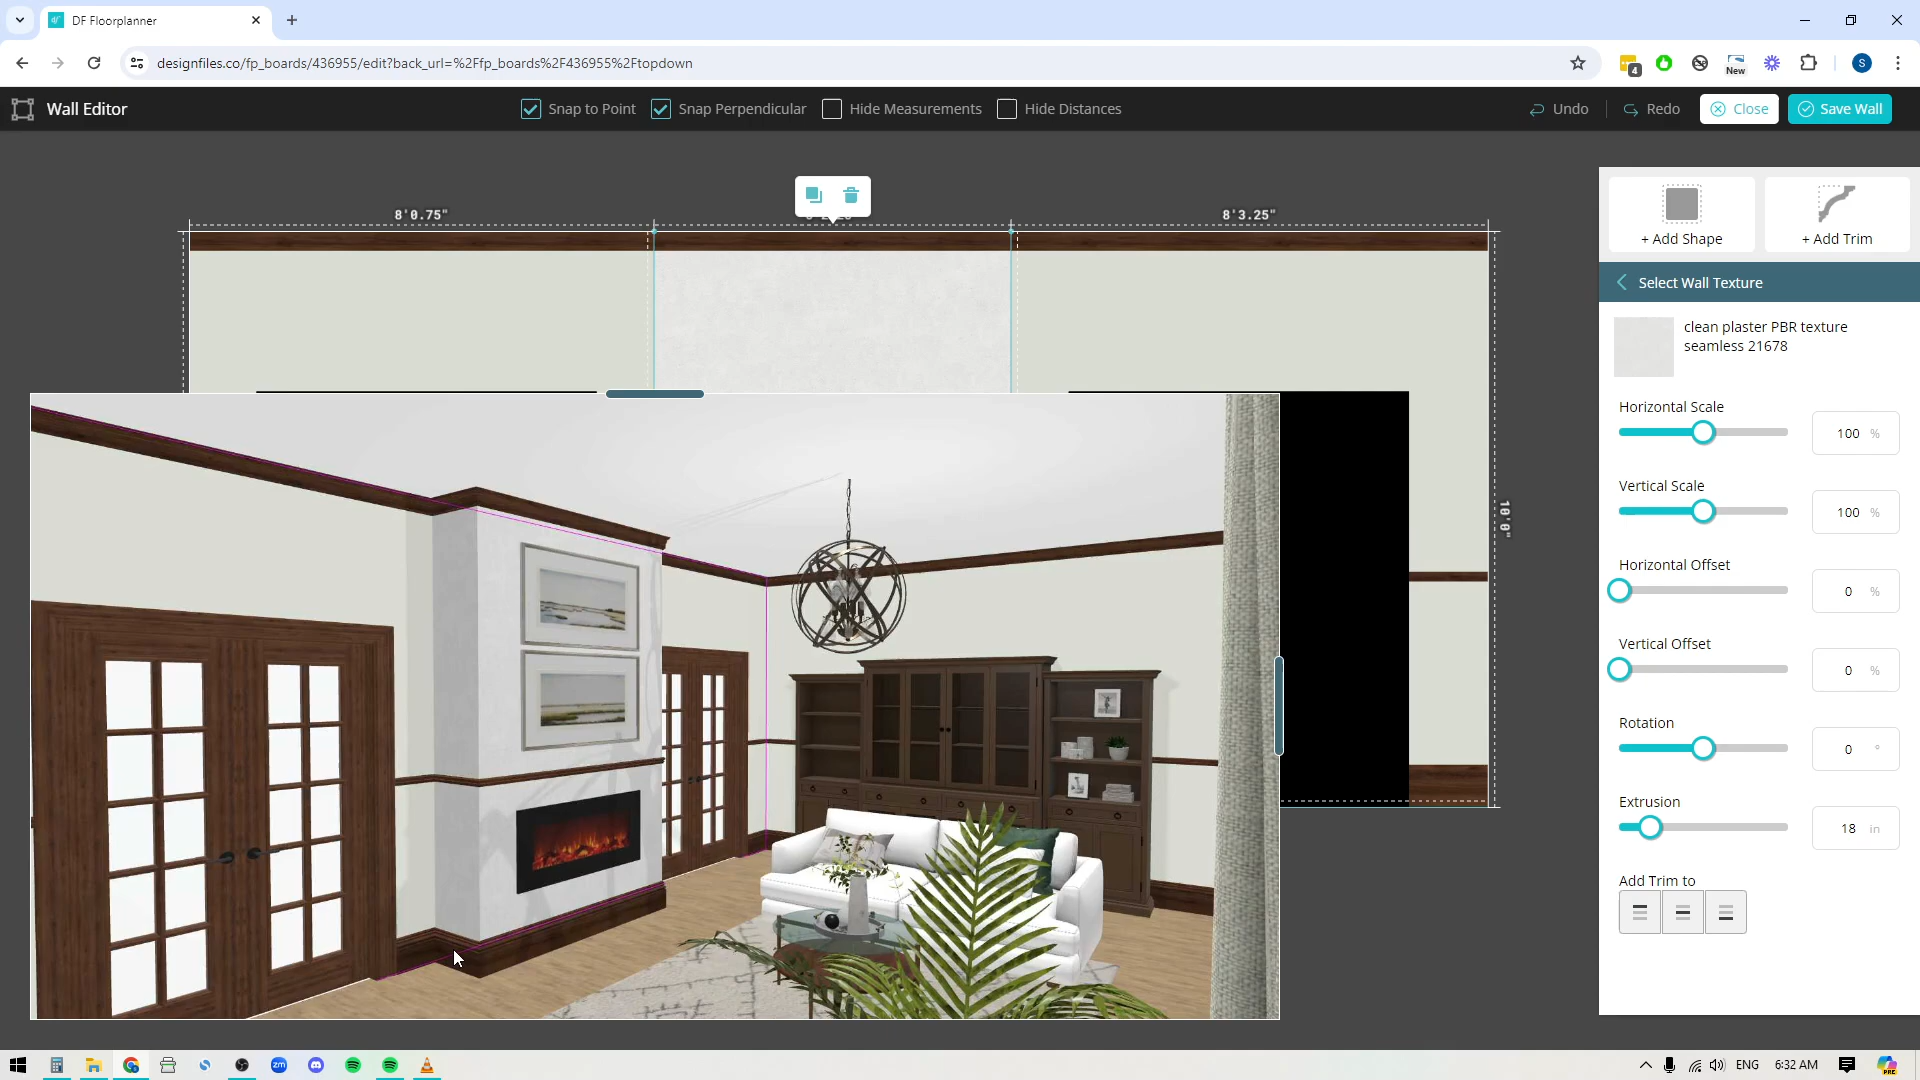 DF Floorplanner
designfiles.co/fp_boards/436955/edit?back_url=%2Ffp_boards%2F436955%2Ftopdown
4
New
S
Wall Editor
Snap to Point
Snap Perpendicular
Hide Measurements
Hide Distances
Undo
Redo
Close
Save Wall
8'0.75"
8'3.25"
10'0"
+ Add Shape
+ Add Trim
Select Wall Texture
clean plaster PBR texture
seamless 21678
Horizontal Scale
100 %
Vertical Scale
100 %
Horizontal Offset
0 %
Vertical Offset
0 %
Rotation
0 °
Extrusion
18 in
Add Trim to
zm
ENG
6:32 AM
PRE